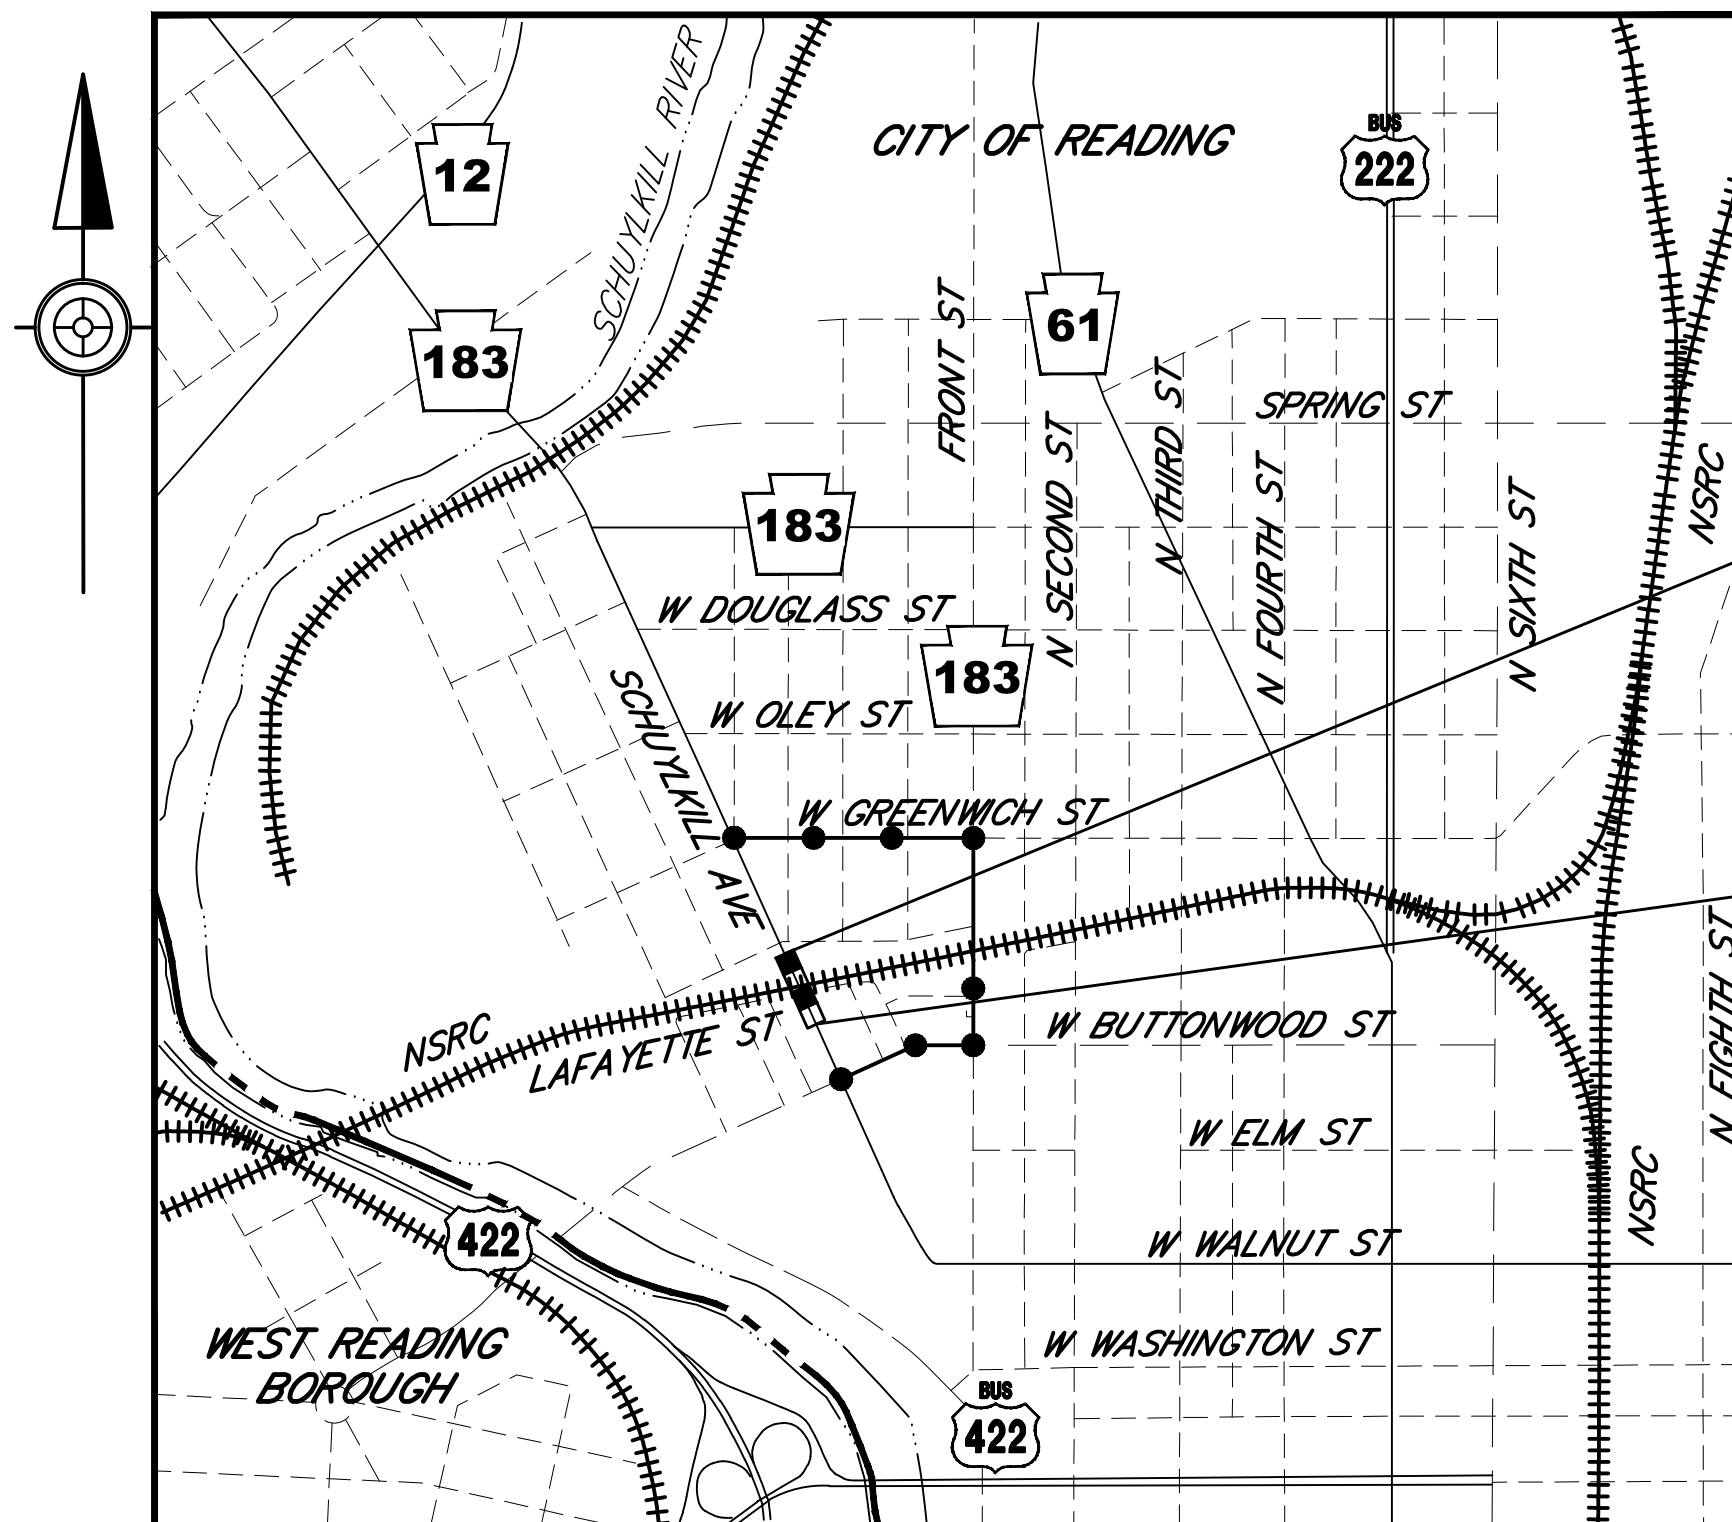 SCHUYLKILL RIVER
CITY OF READING
BUS
222
12
183
61
FRONT ST
N THIRD ST
SPRING ST
N SECOND ST
N FOURTH ST
NSRC
N SIXTH ST
183
W DOUGLASS ST
183
SCHUYLKILL AVE
W OLEY ST
W GREENWICH ST
NSRC
LAFAYETTE ST
W BUTTONWOOD ST
N EIGHTH ST
W ELM ST
NSRC
422
W WALNUT ST
WEST READING
BOROUGH
W WASHINGTON ST
BUS
422